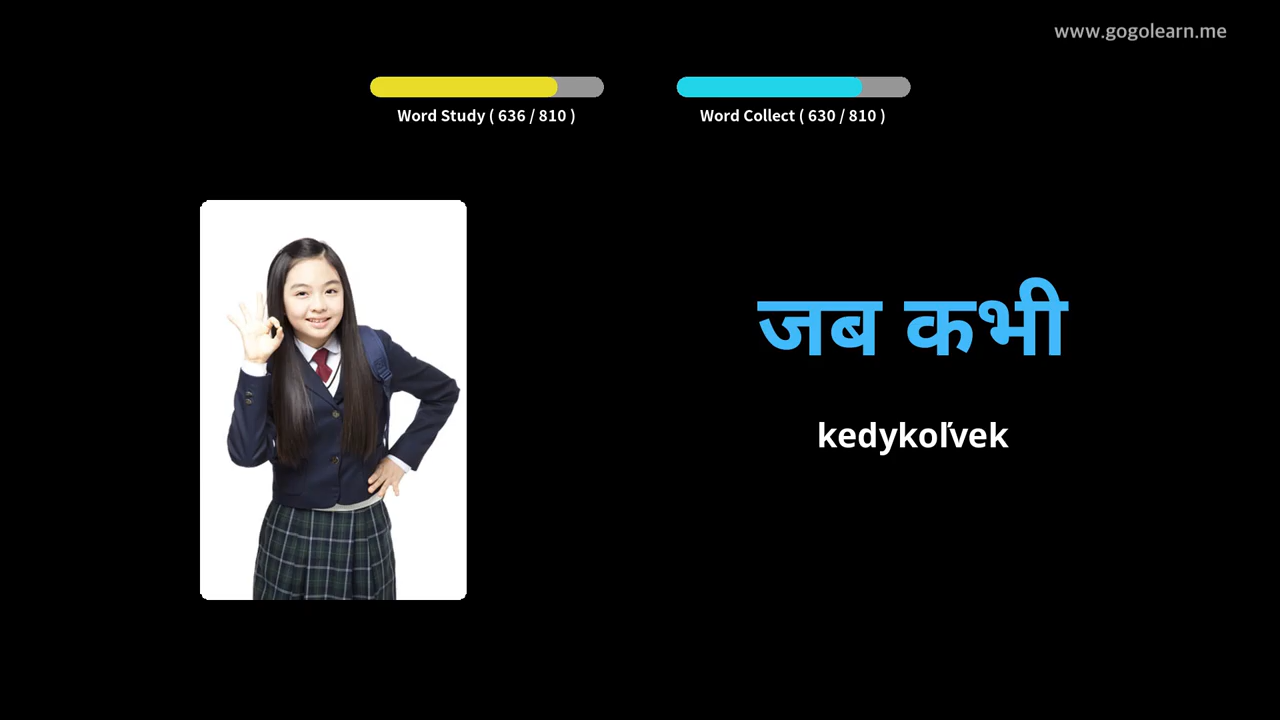 www.gogolearn.me
Word Study ( 636 / 810 )
Word Collect ( 630 / 810 )
जब कभी
kedykoľvek